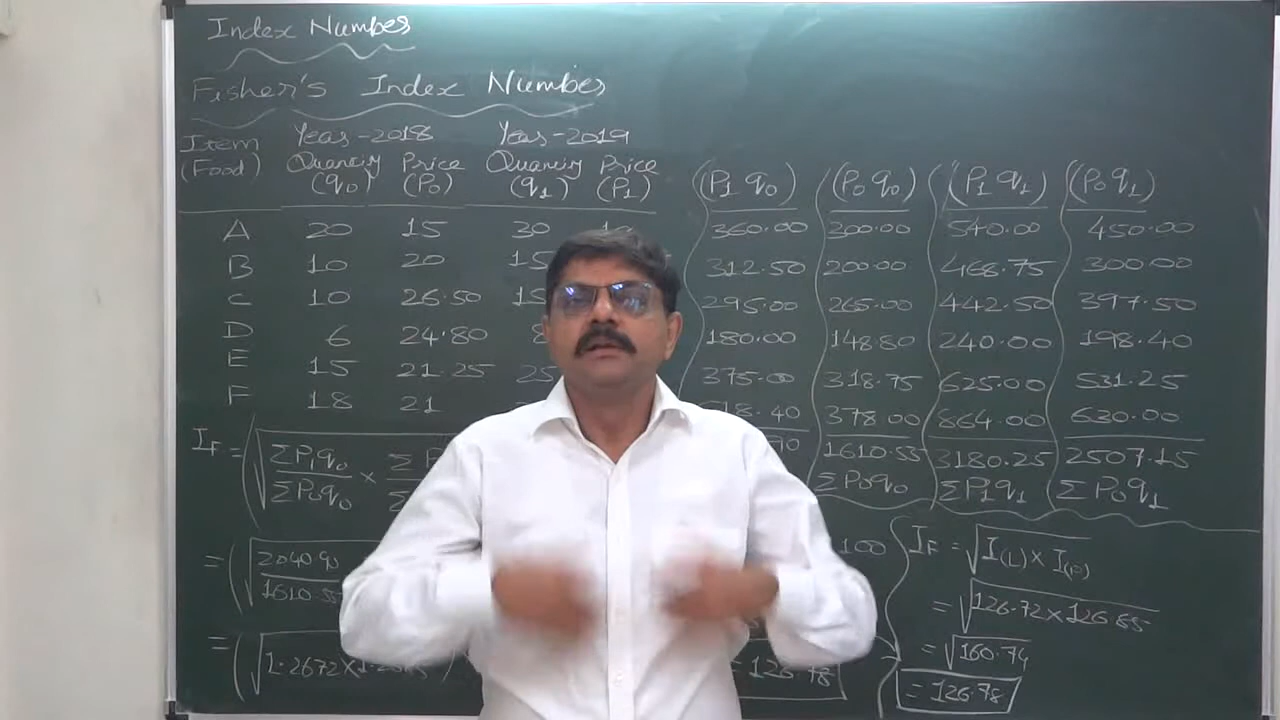 Index Number
Fisher's Index Number
Item (Food) Year-2018 Year-2019
Quantity (q0) Price (P0) Quantity (q1) Price (P1) (P1 q0) (P0 q0) (P1 q1) (P0 q1)
A 20 15 30 360.00 300.00 540.00 450.00
B 10 20 15 312.50 200.00 468.75 300.00
C 10 26.50 15 295.00 265.00 442.50 397.50
D 6 24.80 8 180.00 148.80 240.00 198.40
E 15 21.25 25 375.00 318.75 625.00 531.25
F 18 21 378.00 864.00 630.00
1610.55 3180.25 2507.15
ΣP0q0 ΣP1q1 ΣP0q1
IF = (√ΣP1q0/ΣP0q0 ×
= (√2040.90/1610.55 100
= (√1.2672×1. = 126.78
IF = √I(L) × I(P)
= √126.72×126.85
= √160.74
= 126.78